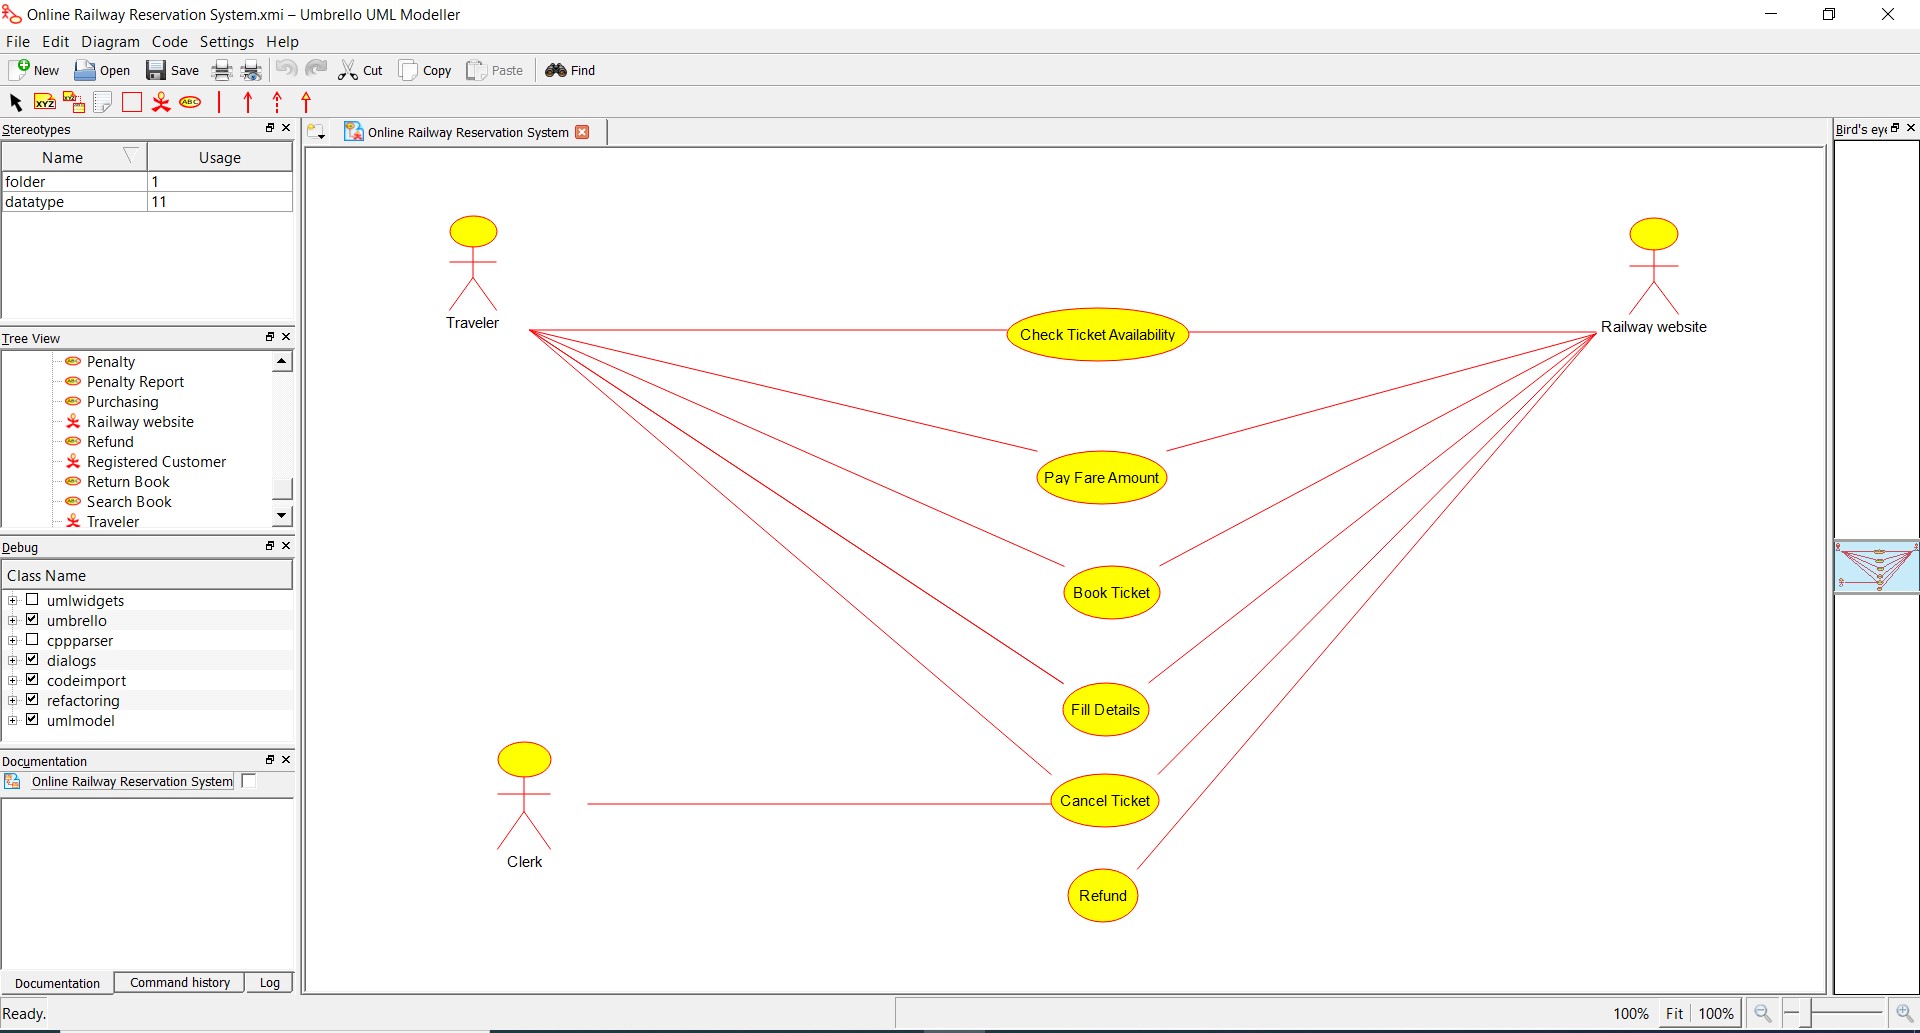 Online Railway Reservation System.xmi – Umbrello UML Modeller
File Edit Diagram Code Settings Help
New Open Save Cut Copy Paste Find
XYZ XYZ ABC
Stereotypes
Name Usage
folder 1
datatype 11
Tree View
Penalty
Penalty Report
Purchasing
Railway website
Refund
Registered Customer
Return Book
Search Book
Traveler
Debug
Class Name
umlwidgets
umbrello
cppparser
dialogs
codeimport
refactoring
umlmodel
Documentation
Online Railway Reservation System
Documentation Command history Log
Ready.
Online Railway Reservation System
Traveler
Railway website
Check Ticket Availability
Pay Fare Amount
Book Ticket
Fill Details
Cancel Ticket
Clerk
Refund
Bird's eye
100% Fit 100%